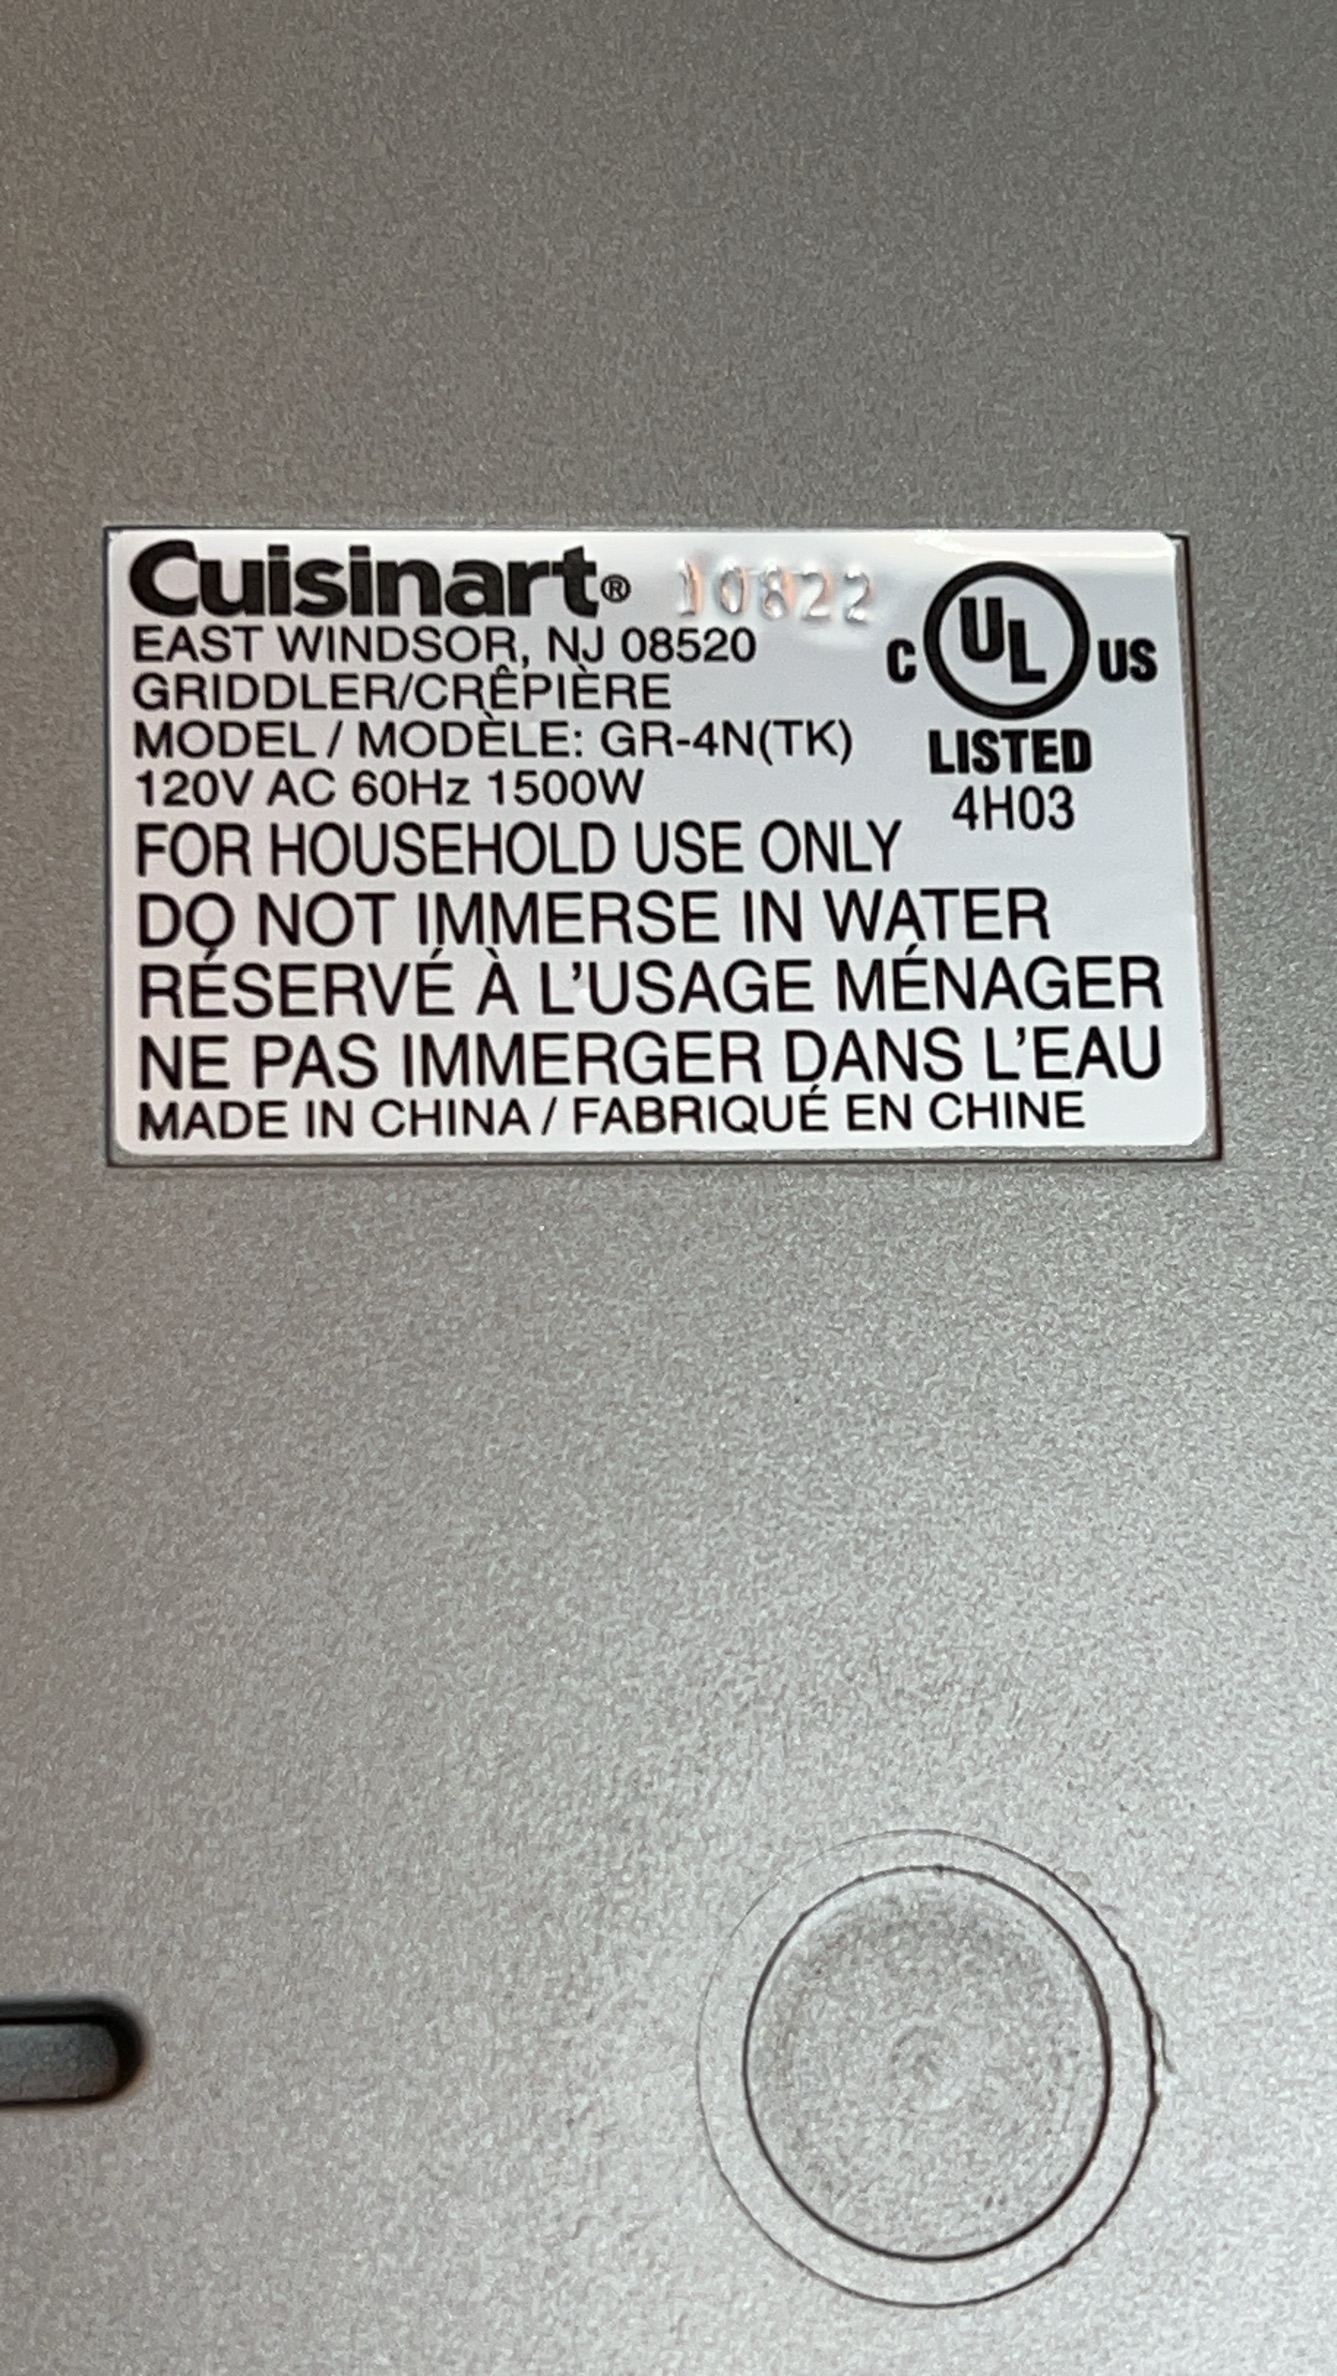 Cuisinart® 10822
EAST WINDSOR, NJ 08520
GRIDDLER/CRÊPIÈRE
MODEL / MODÈLE: GR-4N(TK)
120V AC 60Hz 1500W
FOR HOUSEHOLD USE ONLY
DO NOT IMMERSE IN WATER
RÉSERVÉ À L'USAGE MÉNAGER
NE PAS IMMERGER DANS L'EAU
MADE IN CHINA / FABRIQUÉ EN CHINE
C UL US
LISTED
4H03